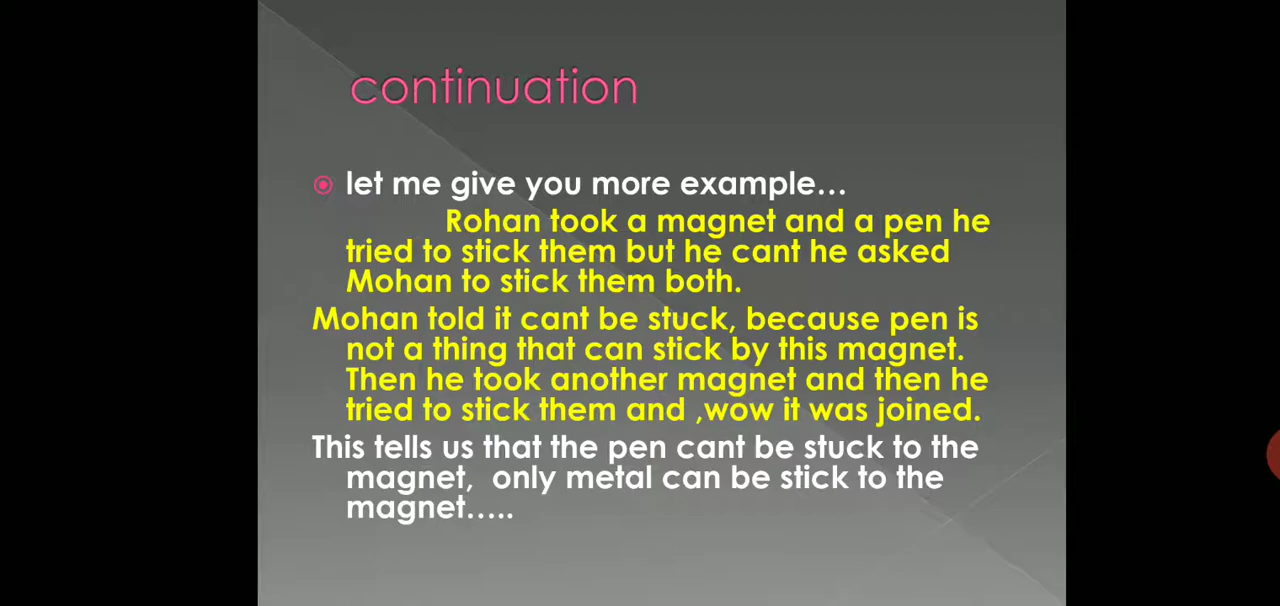 continuation
let me give you more example…
Rohan took a magnet and a pen he
tried to stick them but he cant he asked
Mohan to stick them both.
Mohan told it cant be stuck, because pen is
not a thing that can stick by this magnet.
Then he took another magnet and then he
tried to stick them and ,wow it was joined.
This tells us that the pen cant be stuck to the
magnet,  only metal can be stick to the
magnet…..